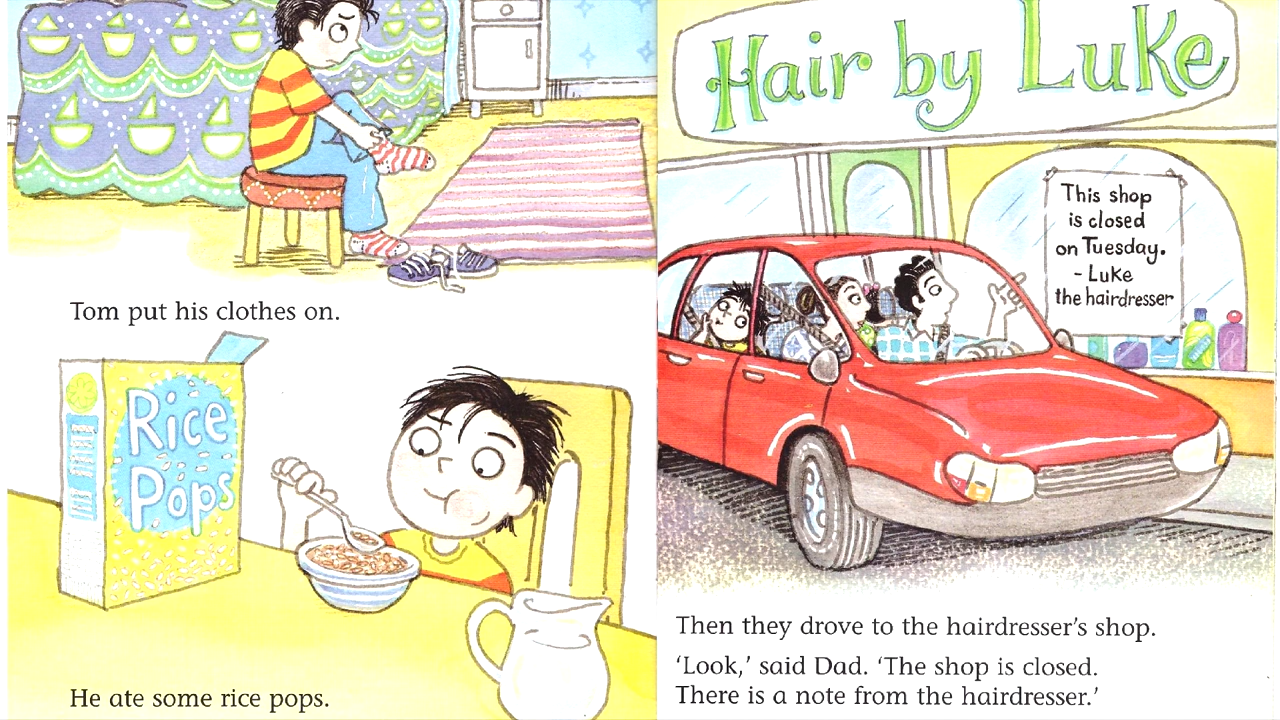 Tom put his clothes on.
Rice
Pops
He ate some rice pops.
Hair by Luke
This shop
is closed
on Tuesday.
- Luke
the hairdresser
Then they drove to the hairdresser's shop.
'Look,' said Dad. 'The shop is closed.
There is a note from the hairdresser.'